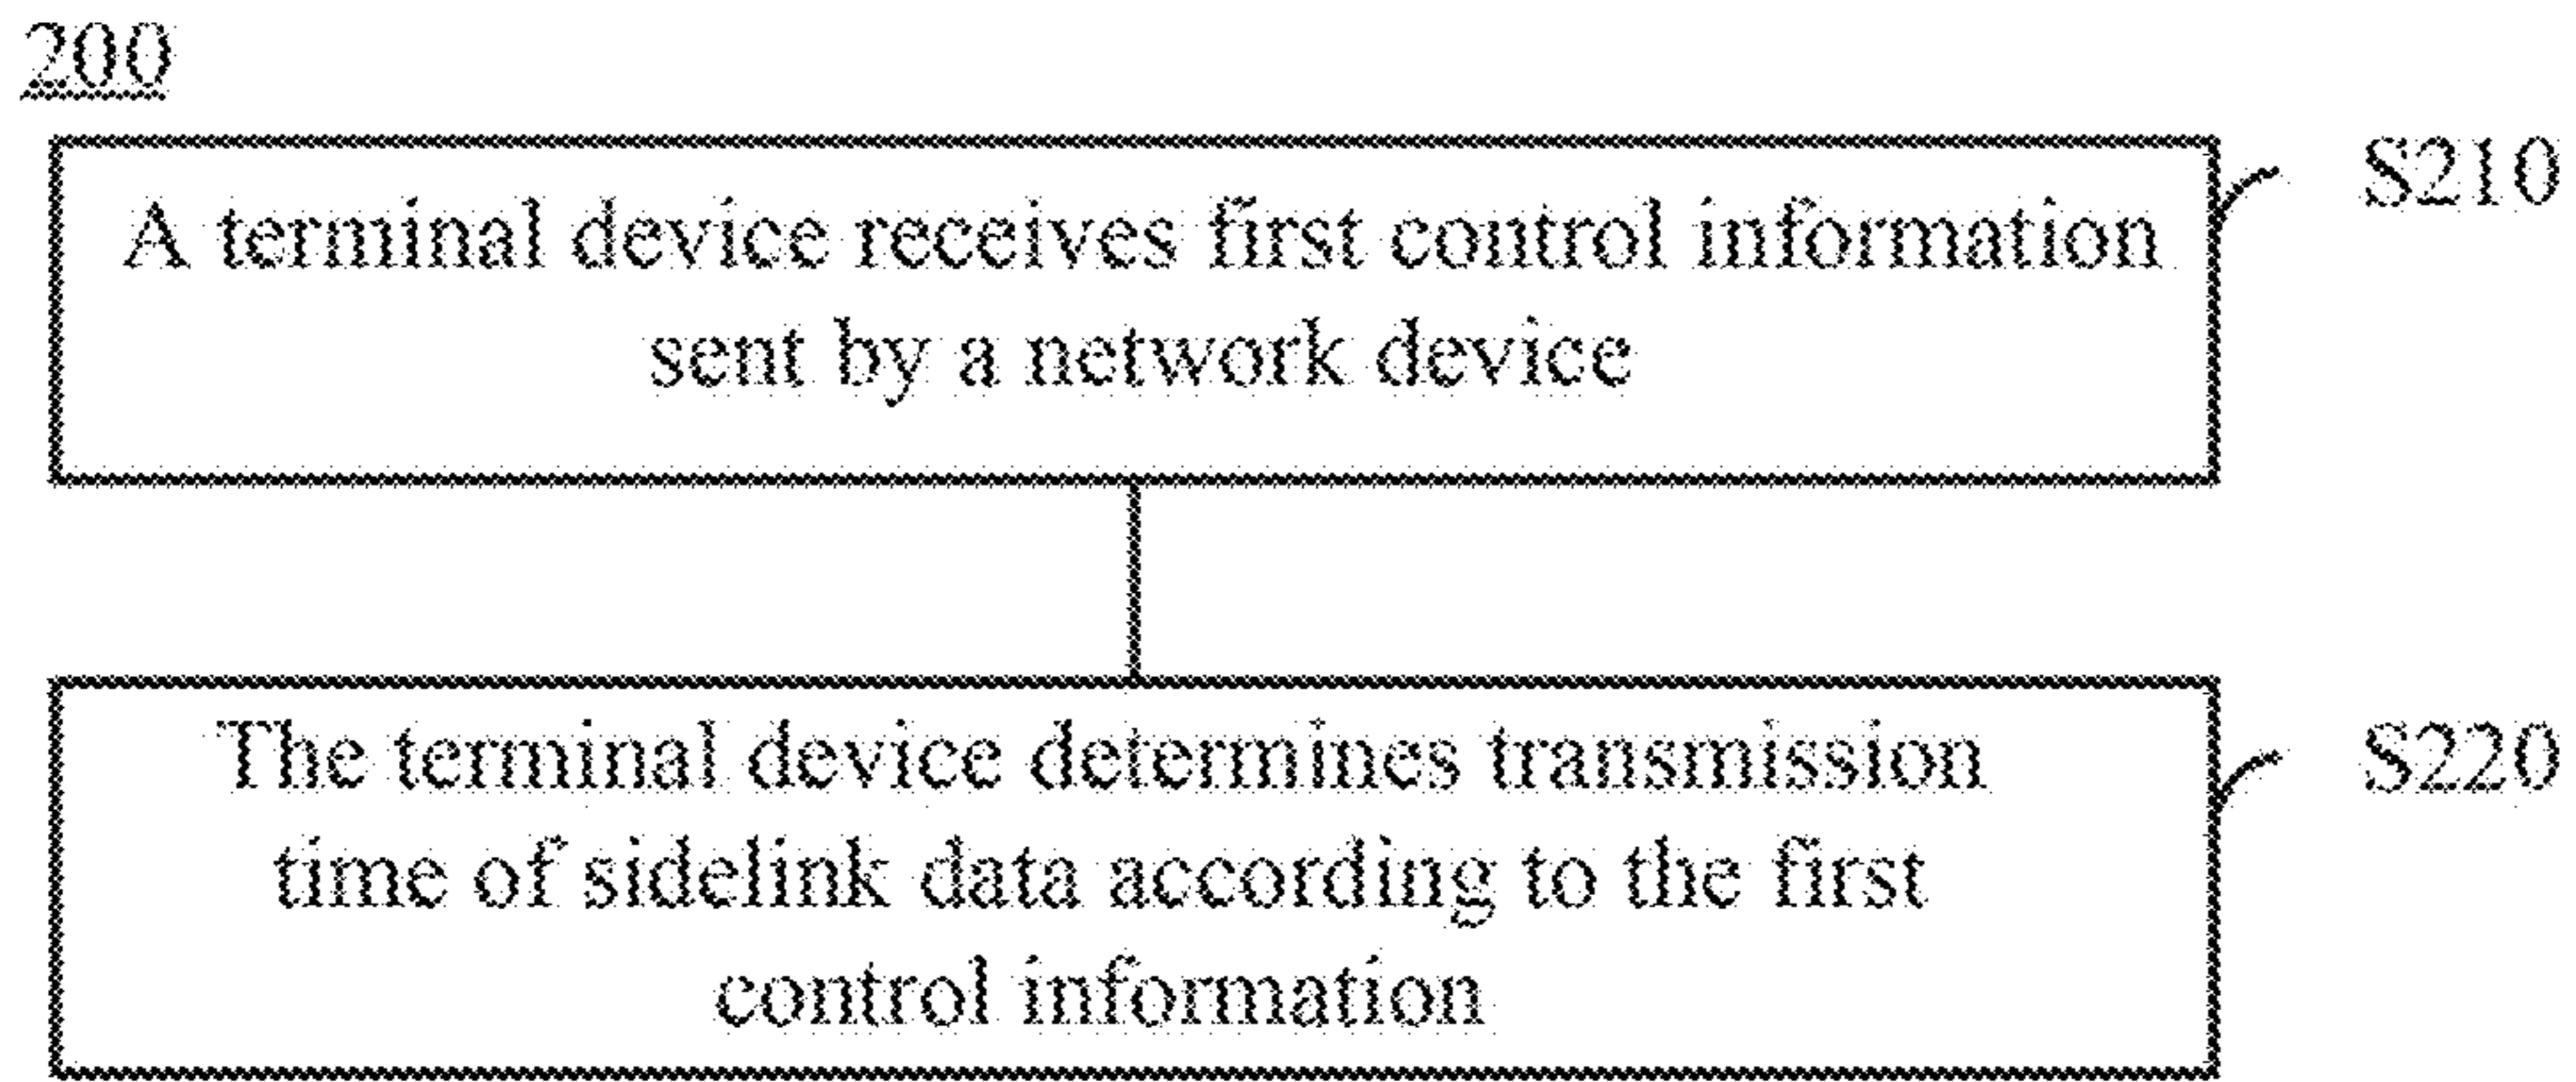 200
S210
A terminal device receives first control information
sent by a network device
S220
The terminal device determines transmission
time of sidelink data according to the first
control information